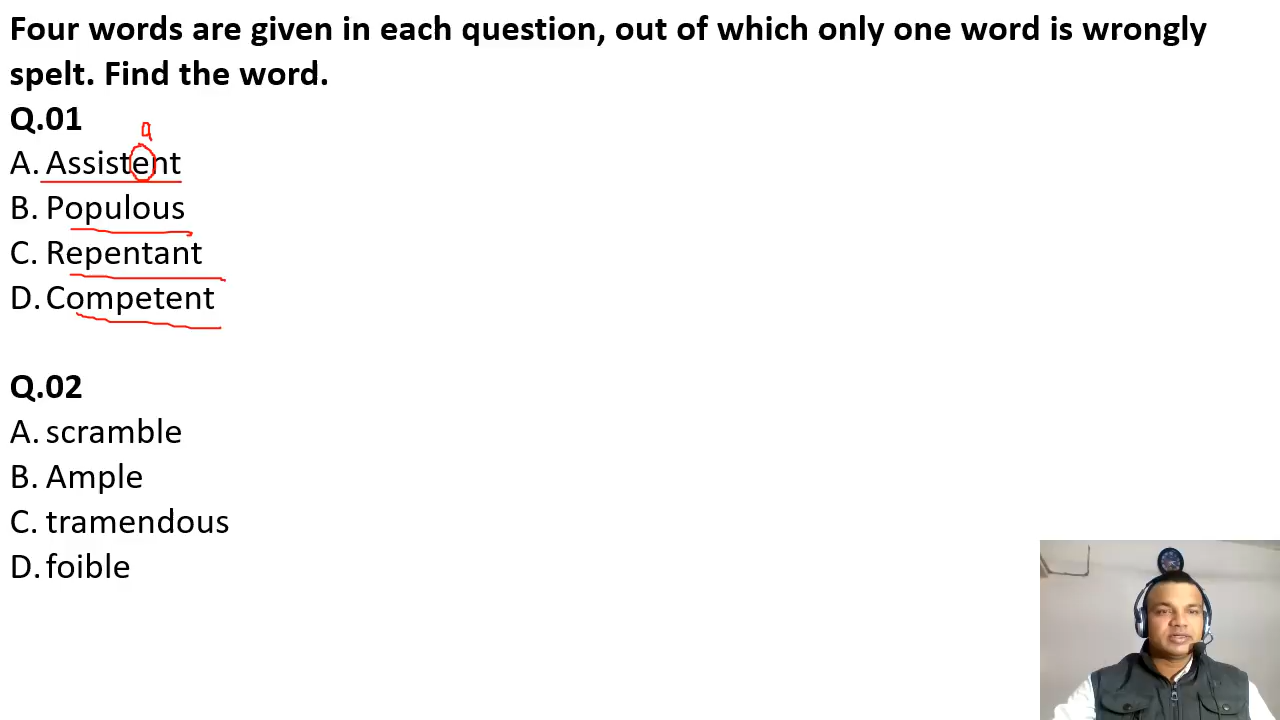 Four words are given in each question, out of which only one word is wrongly
spelt. Find the word.
Q.01
a
A. Assistent
B. Populous
C. Repentant
D. Competent
Q.02
A. scramble
B. Ample
C. tramendous
D. foible